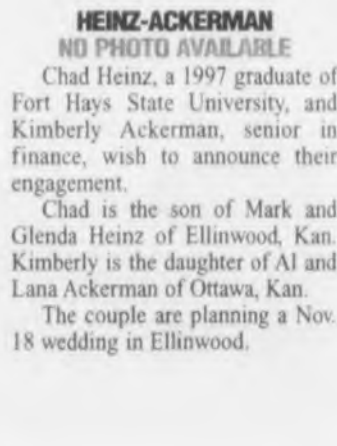 HEINZ-ACKERMAN
NO PHOTO AVAILABLE
Chad Heinz, a 1997 graduate of
Fort Hays State University, and
Kimberly Ackerman, senior in
finance, wish to announce their
engagement.
Chad is the son of Mark and
Glenda Heinz of Ellinwood, Kan.
Kimberly is the daughter of Al and
Lana Ackerman of Ottawa, Kan.
The couple are planning a Nov.
18 wedding in Ellinwood.